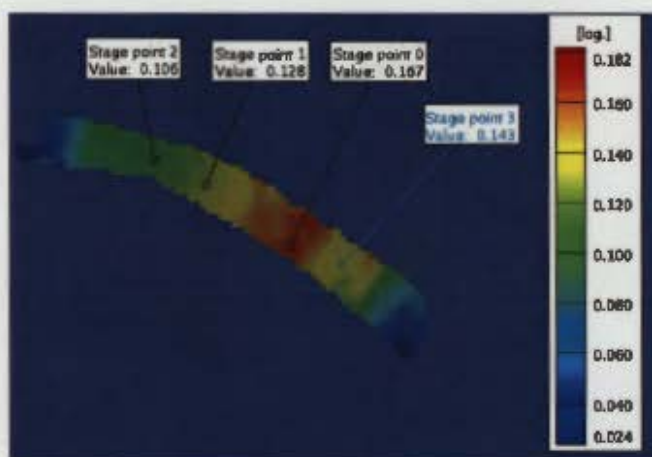 Stage point 2
Value: 0.106
Stage point 1
Value: 0.128
Stage point 0
Value: 0.167
Stage point 3
Value: 0.143
[log.]
0.182
0.160
0.140
0.120
0.100
0.080
0.060
0.040
0.024